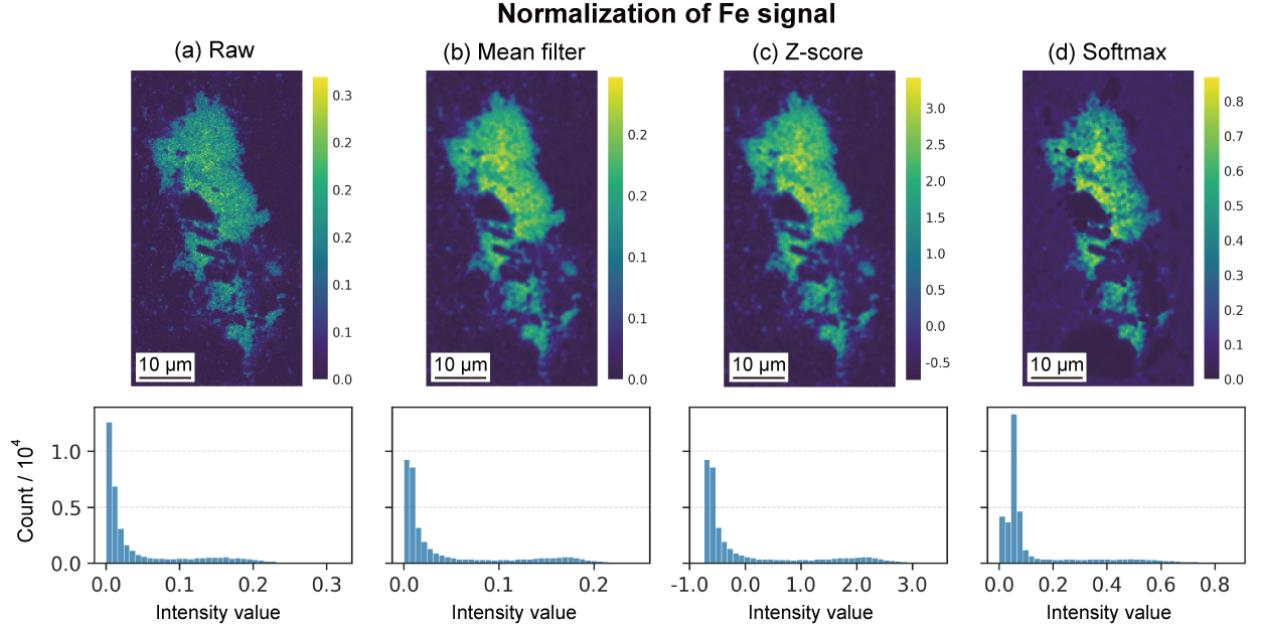 Normalization of Fe signal
(a) Raw
(b) Mean filter
(c) Z-score
(d) Softmax
0.3
0.2
0.2
0.2
0.1
0.1
0.0
10 µm
0.2
0.2
0.1
0.1
0.0
10 µm
3.0
2.5
2.0
1.5
1.0
0.5
0.0
-0.5
10 µm
0.8
0.7
0.6
0.5
0.4
0.3
0.2
0.1
0.0
10 µm
Count / 10⁴
1.0
0.5
0.0
0.0 0.1 0.2 0.3
Intensity value
0.0 0.1 0.2
Intensity value
-1.0 0.0 1.0 2.0 3.0
Intensity value
0.0 0.2 0.4 0.6 0.8
Intensity value